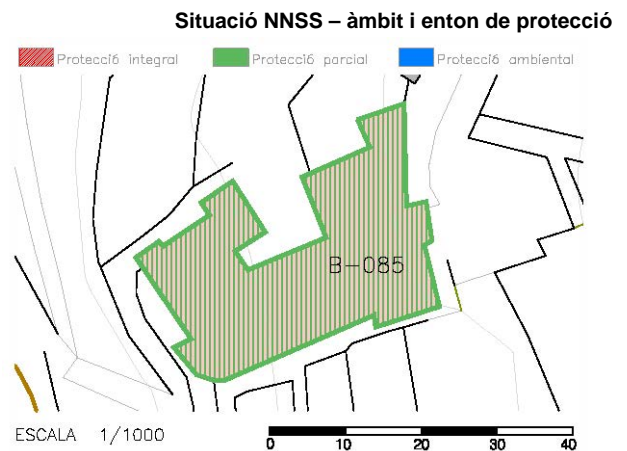 Situació NNSS – àmbit i enton de protecció
Protecció integral Protecció parcial Protecció ambiental
B-085
ESCALA 1/1000
0 10 20 30 40